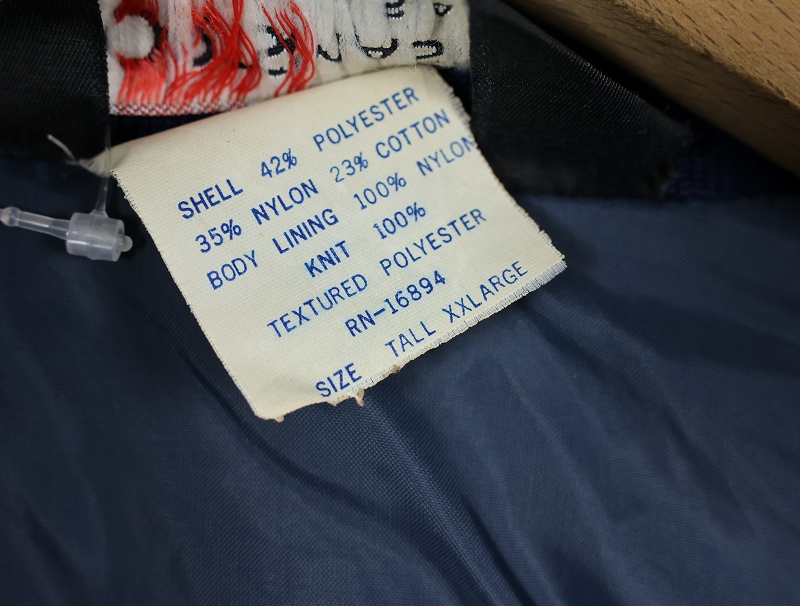 SHELL 42% POLYESTER
35% NYLON 23% COTTON
BODY LINING 100% NYLON
KNIT 100%
TEXTURED POLYESTER
RN-16894
SIZE TALL XXLARGE